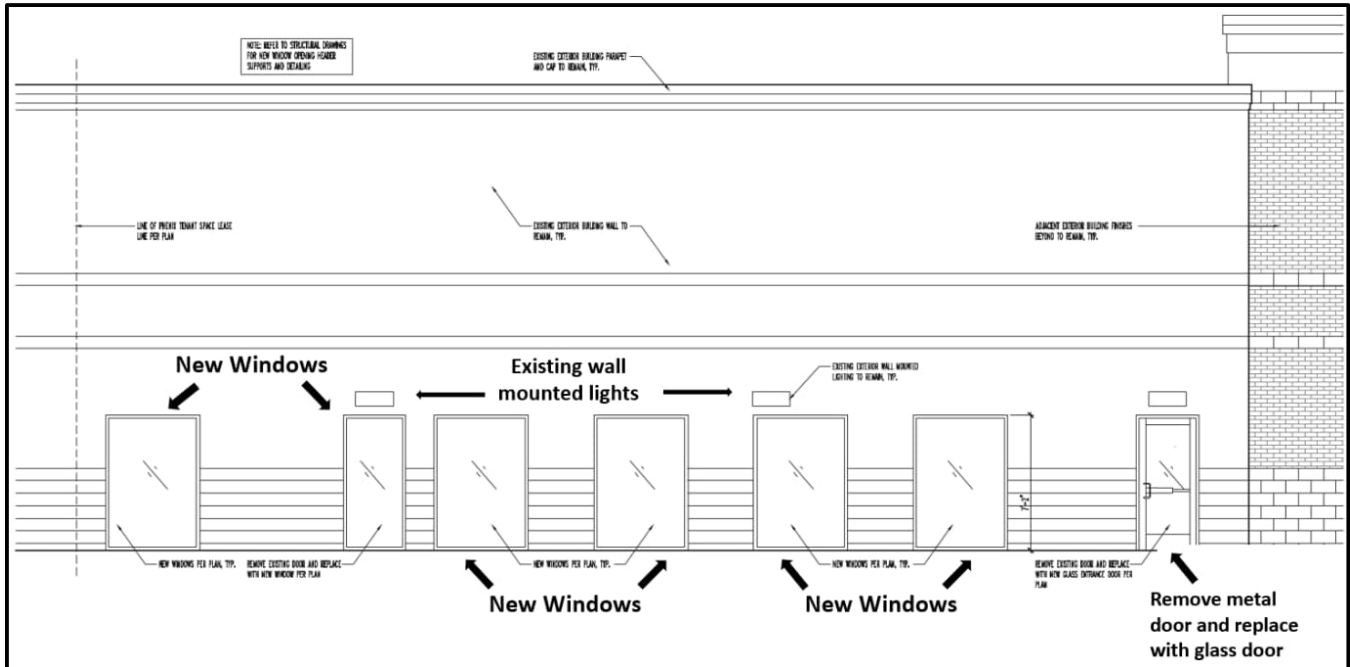 NOTE: REFER TO STRUCTURAL DRAWINGS
FOR NEW WINDOW OPENING HEADER
SUPPORTS AND DETAILING
EXISTING EXTERIOR BUILDING PARAPET
AND CAP TO REMAIN, TYP.
LINE OF PHENIX TENANT SPACE LEASE
LINE PER PLAN
EXISTING EXTERIOR BUILDING WALL TO
REMAIN, TYP.
ADJACENT EXTERIOR BUILDING FINISHES
BEYOND TO REMAIN, TYP.
New Windows
Existing wall
mounted lights
EXISTING EXTERIOR WALL MOUNTED
LIGHTING TO REMAIN, TYP.
NEW WINDOWS PER PLAN, TYP.
REMOVE EXISTING DOOR AND REPLACE
WITH NEW WINDOW PER PLAN
NEW WINDOWS PER PLAN, TYP.
NEW WINDOWS PER PLAN, TYP.
REMOVE EXISTING DOOR AND REPLACE
WITH NEW GLASS ENTRANCE DOOR PER
PLAN
New Windows
New Windows
Remove metal
door and replace
with glass door